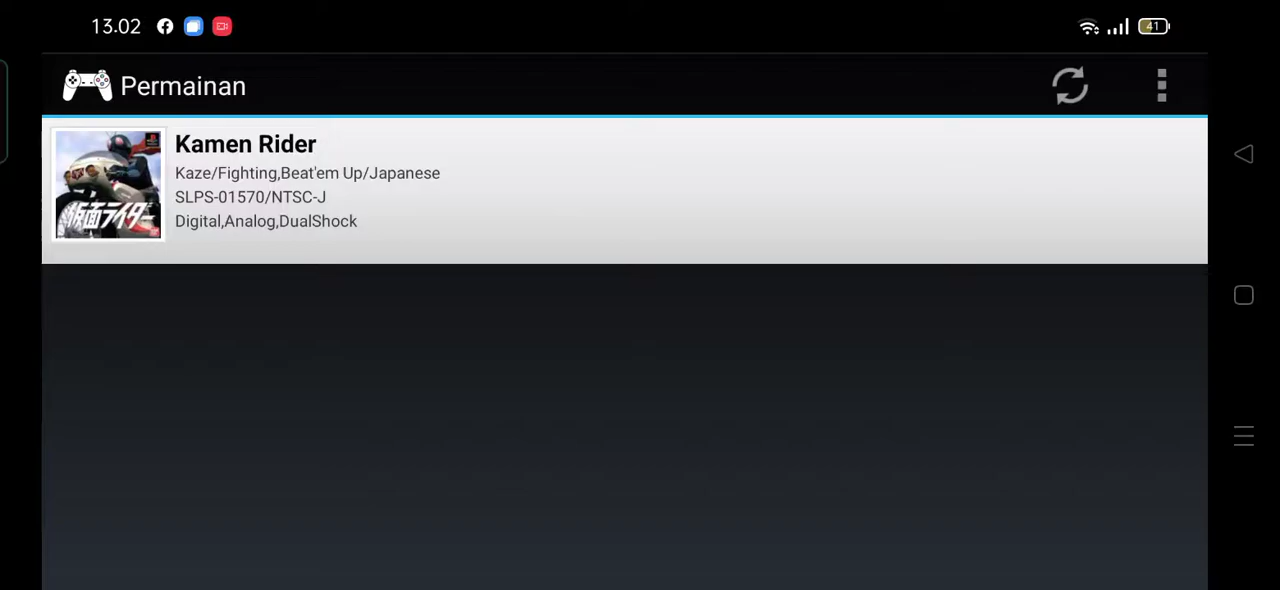 13.02
41
Permainan
Kamen Rider
Kaze/Fighting,Beat'em Up/Japanese
SLPS-01570/NTSC-J
Digital,Analog,DualShock
仮面ライダー